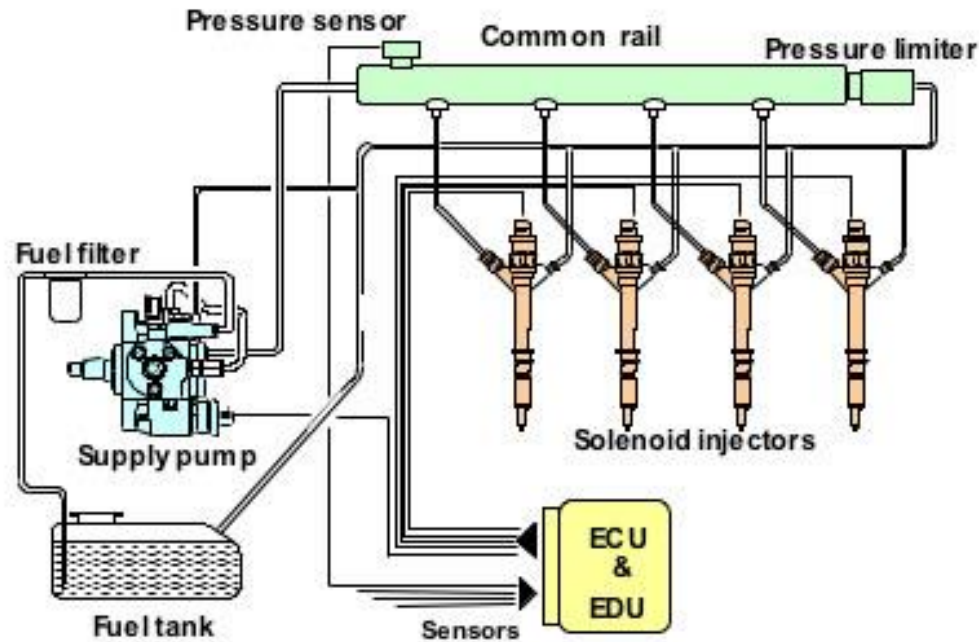 Pressure sensor
Common rail
Pressure limiter
Fuel filter
Supply pump
Solenoid injectors
ECU
&
EDU
Fuel tank
Sensors